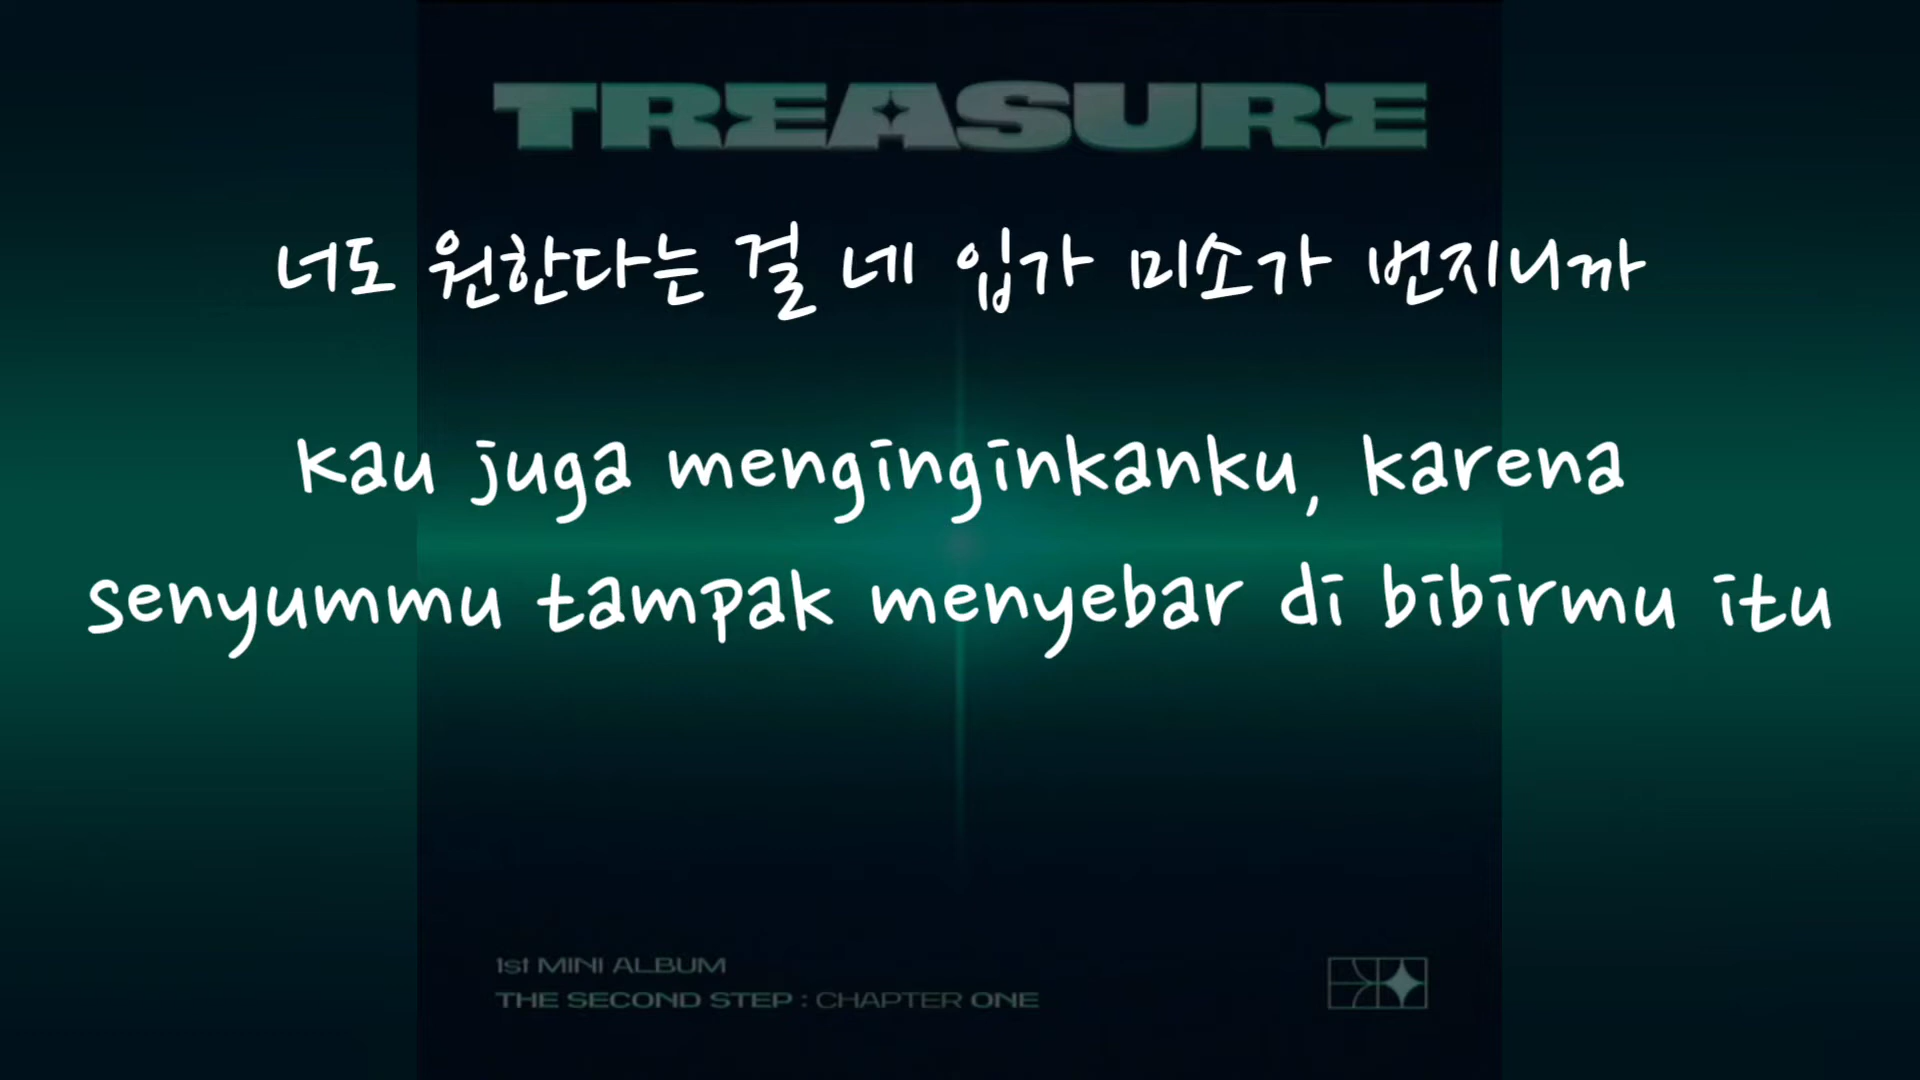 TREASURE
너도 원한다는 걸 네 입가 미소가 번지니까
kau juga menginginkanku, karena
senyummu tampak menyebar di bibirmu itu
1st MINI ALBUM
THE SECOND STEP : CHAPTER ONE